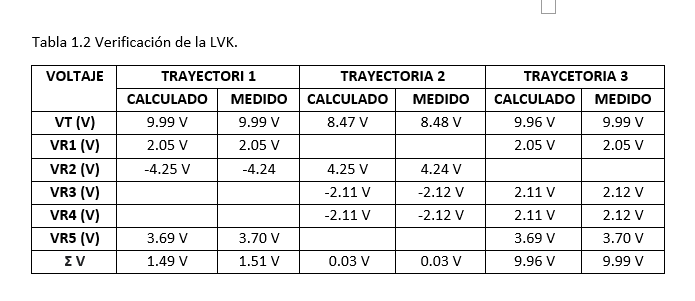 Tabla 1.2 Verificación de la LVK.
VOLTAJE TRAYECTORI 1 TRAYECTORIA 2 TRAYCETORIA 3
CALCULADO MEDIDO CALCULADO MEDIDO CALCULADO MEDIDO
VT (V) 9.99 V 9.99 V 8.47 V 8.48 V 9.96 V 9.99 V
VR1 (V) 2.05 V 2.05 V 2.05 V 2.05 V
VR2 (V) -4.25 V -4.24 4.25 V 4.24 V
VR3 (V) -2.11 V -2.12 V 2.11 V 2.12 V
VR4 (V) -2.11 V -2.12 V 2.11 V 2.12 V
VR5 (V) 3.69 V 3.70 V 3.69 V 3.70 V
Σ V 1.49 V 1.51 V 0.03 V 0.03 V 9.96 V 9.99 V